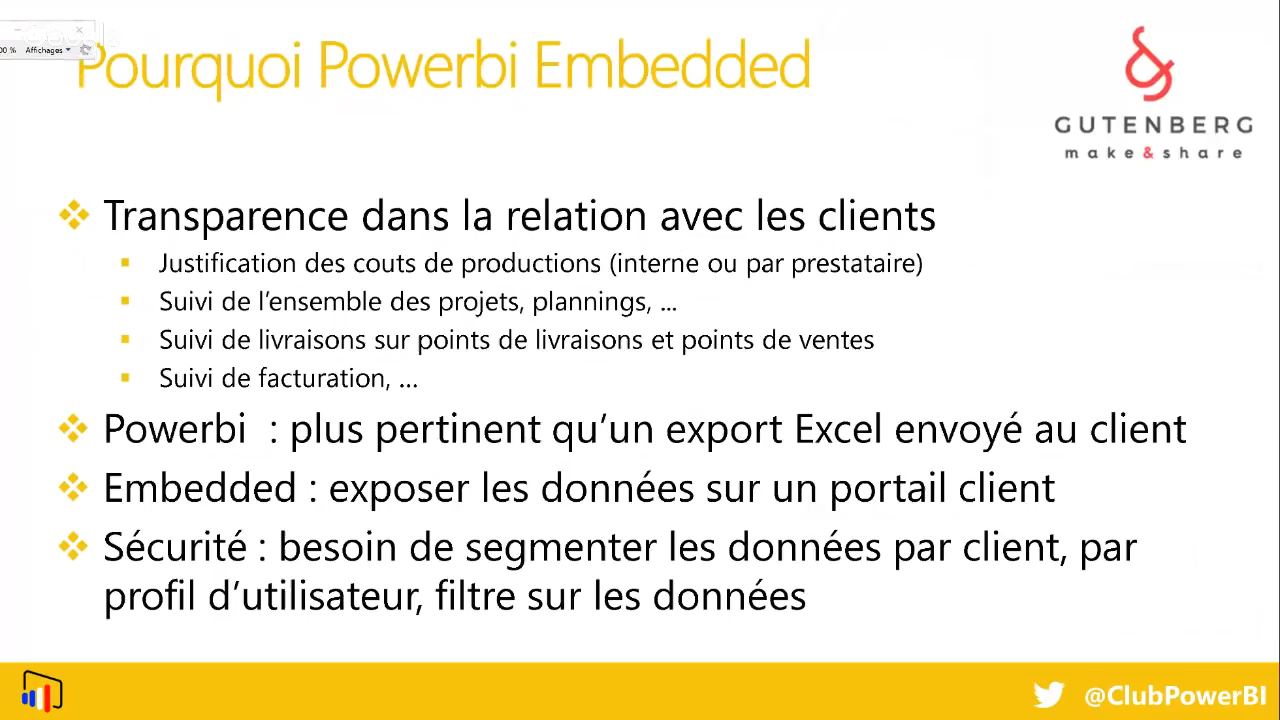 00 % Affichages
Pourquoi Powerbi Embedded
GUTENBERG
make&share
Transparence dans la relation avec les clients
Justification des couts de productions (interne ou par prestataire)
Suivi de l'ensemble des projets, plannings, ...
Suivi de livraisons sur points de livraisons et points de ventes
Suivi de facturation, ...
Powerbi : plus pertinent qu'un export Excel envoyé au client
Embedded : exposer les données sur un portail client
Sécurité : besoin de segmenter les données par client, par
profil d'utilisateur, filtre sur les données
@ClubPowerBI